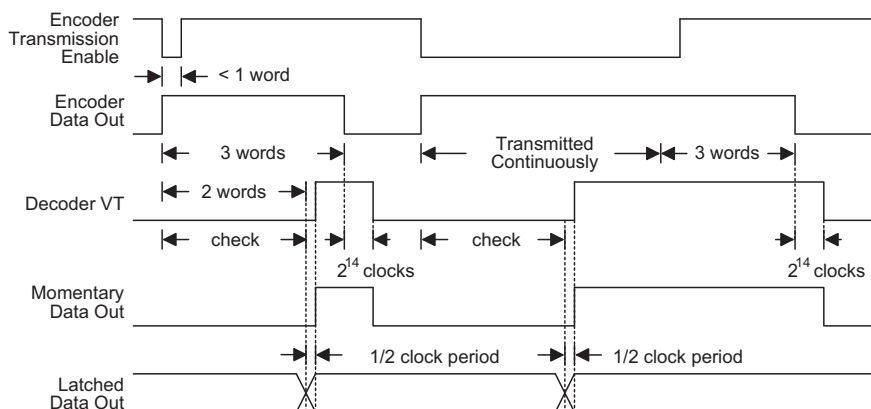 Encoder
Transmission
Enable
< 1 word
Encoder
Data Out
3 words
Transmitted
Continuously
3 words
2 words
Decoder VT
check
check
2^14 clocks
2^14 clocks
Momentary
Data Out
1/2 clock period
1/2 clock period
Latched
Data Out